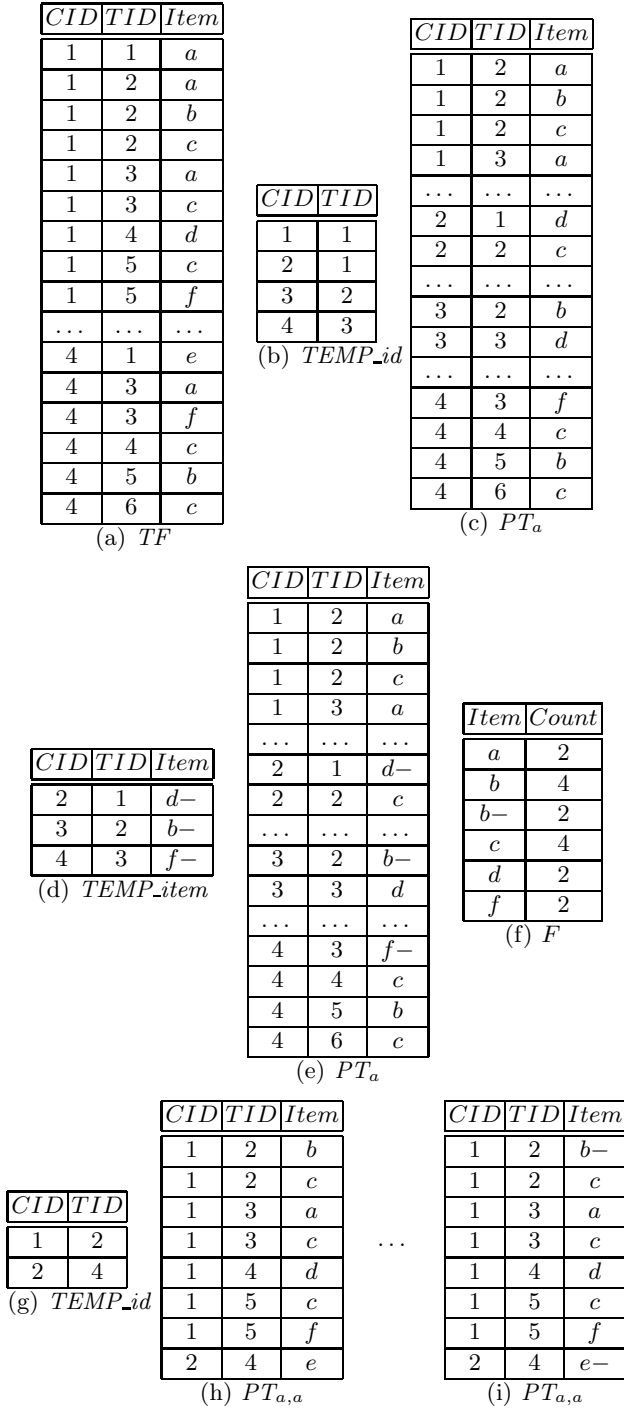 CID TID Item
1 1 a
1 2 a
1 2 b
1 2 c
1 3 a
1 3 c
1 4 d
1 5 c
1 5 f
... ... ...
4 1 e
4 3 a
4 3 f
4 4 c
4 5 b
4 6 c
(a) TF
CID TID
1 1
2 1
3 2
4 3
(b) TEMP_id
CID TID Item
1 2 a
1 2 b
1 2 c
1 3 a
... ... ...
2 1 d
2 2 c
... ... ...
3 2 b
3 3 d
... ... ...
4 3 f
4 4 c
4 5 b
4 6 c
(c) PTa
CID TID Item
2 1 d−
3 2 b−
4 3 f−
(d) TEMP_item
CID TID Item
1 2 a
1 2 b
1 2 c
1 3 a
... ... ...
2 1 d−
2 2 c
... ... ...
3 2 b−
3 3 d
... ... ...
4 3 f−
4 4 c
4 5 b
4 6 c
(e) PTa
Item Count
a 2
b 4
b− 2
c 4
d 2
f 2
(f) F
CID TID
1 2
2 4
(g) TEMP_id
CID TID Item
1 2 b
1 2 c
1 3 a
1 3 c
1 4 d
1 5 c
1 5 f
2 4 e
(h) PTa,a
...
CID TID Item
1 2 b−
1 2 c
1 3 a
1 3 c
1 4 d
1 5 c
1 5 f
2 4 e−
(i) PTa,a